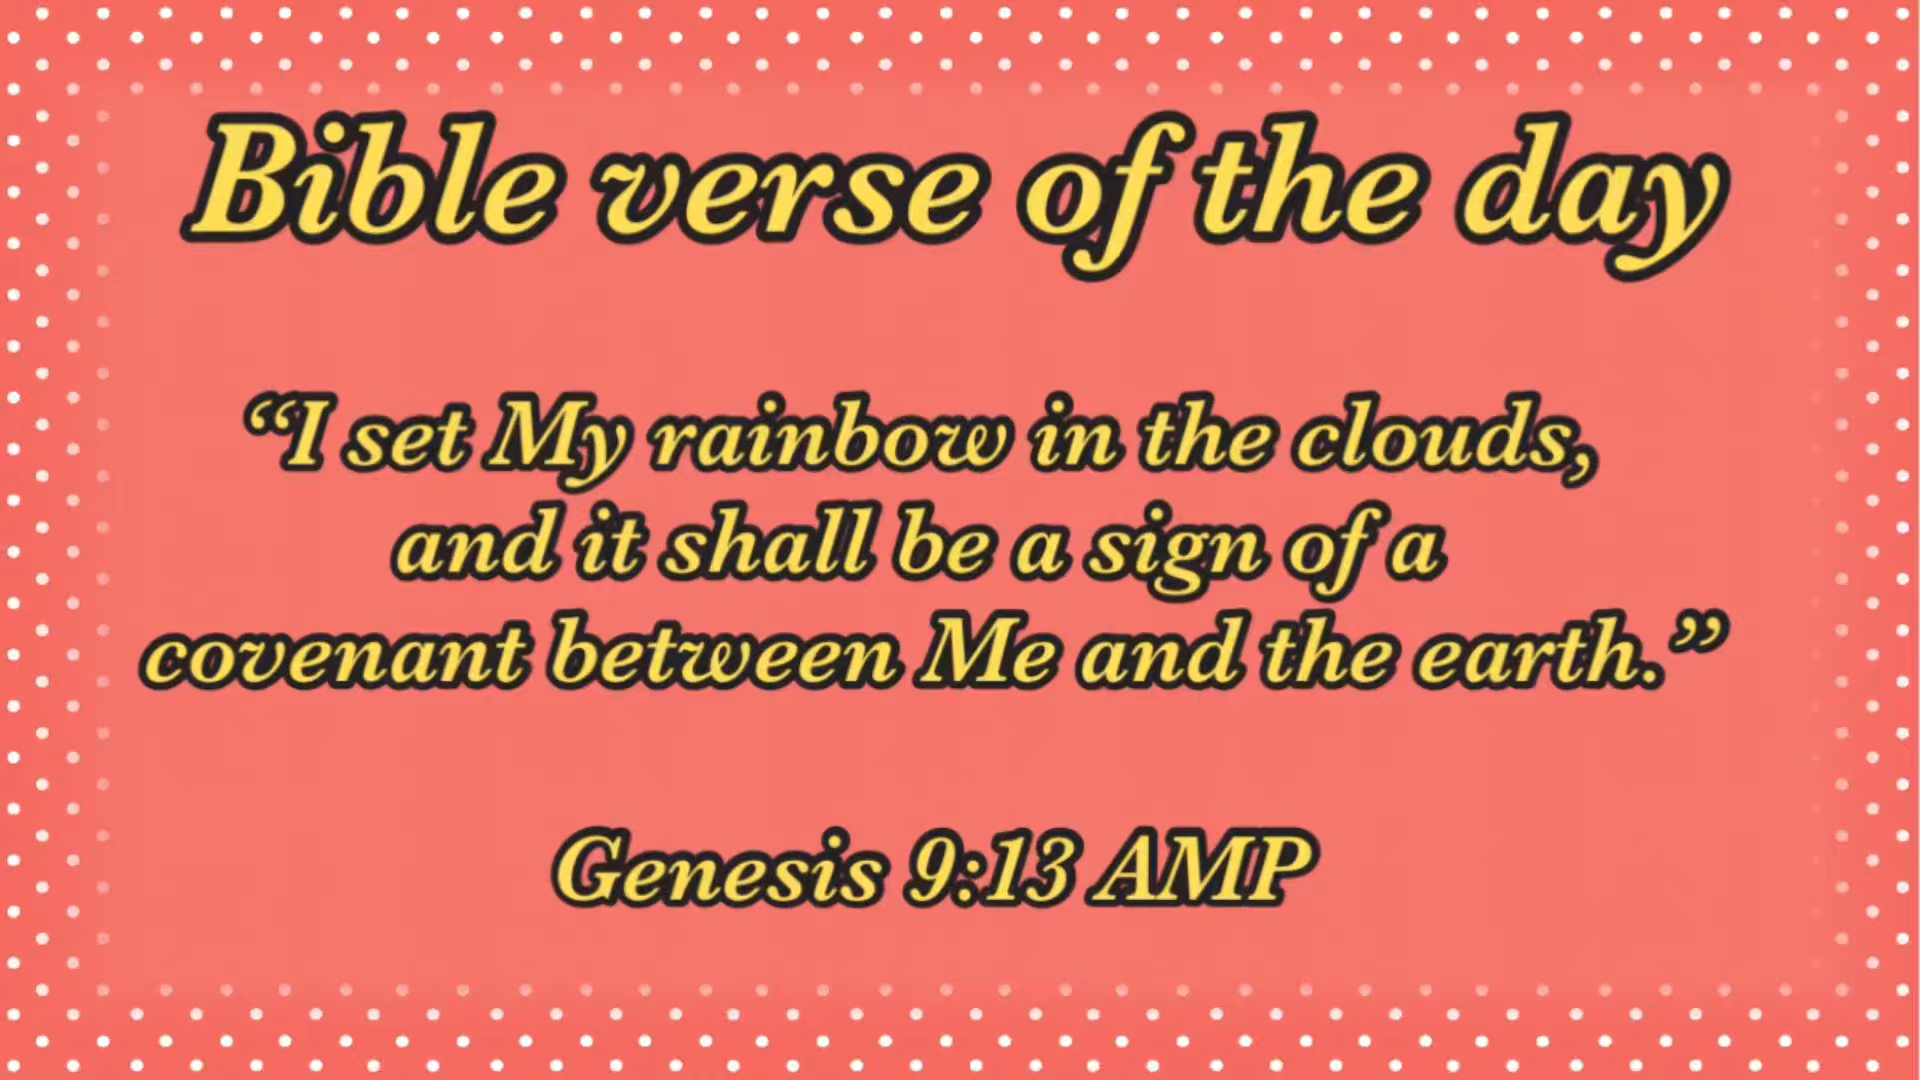 Bible verse of the day
“I set My rainbow in the clouds,
and it shall be a sign of a
covenant between Me and the earth.”
Genesis 9:13 AMP